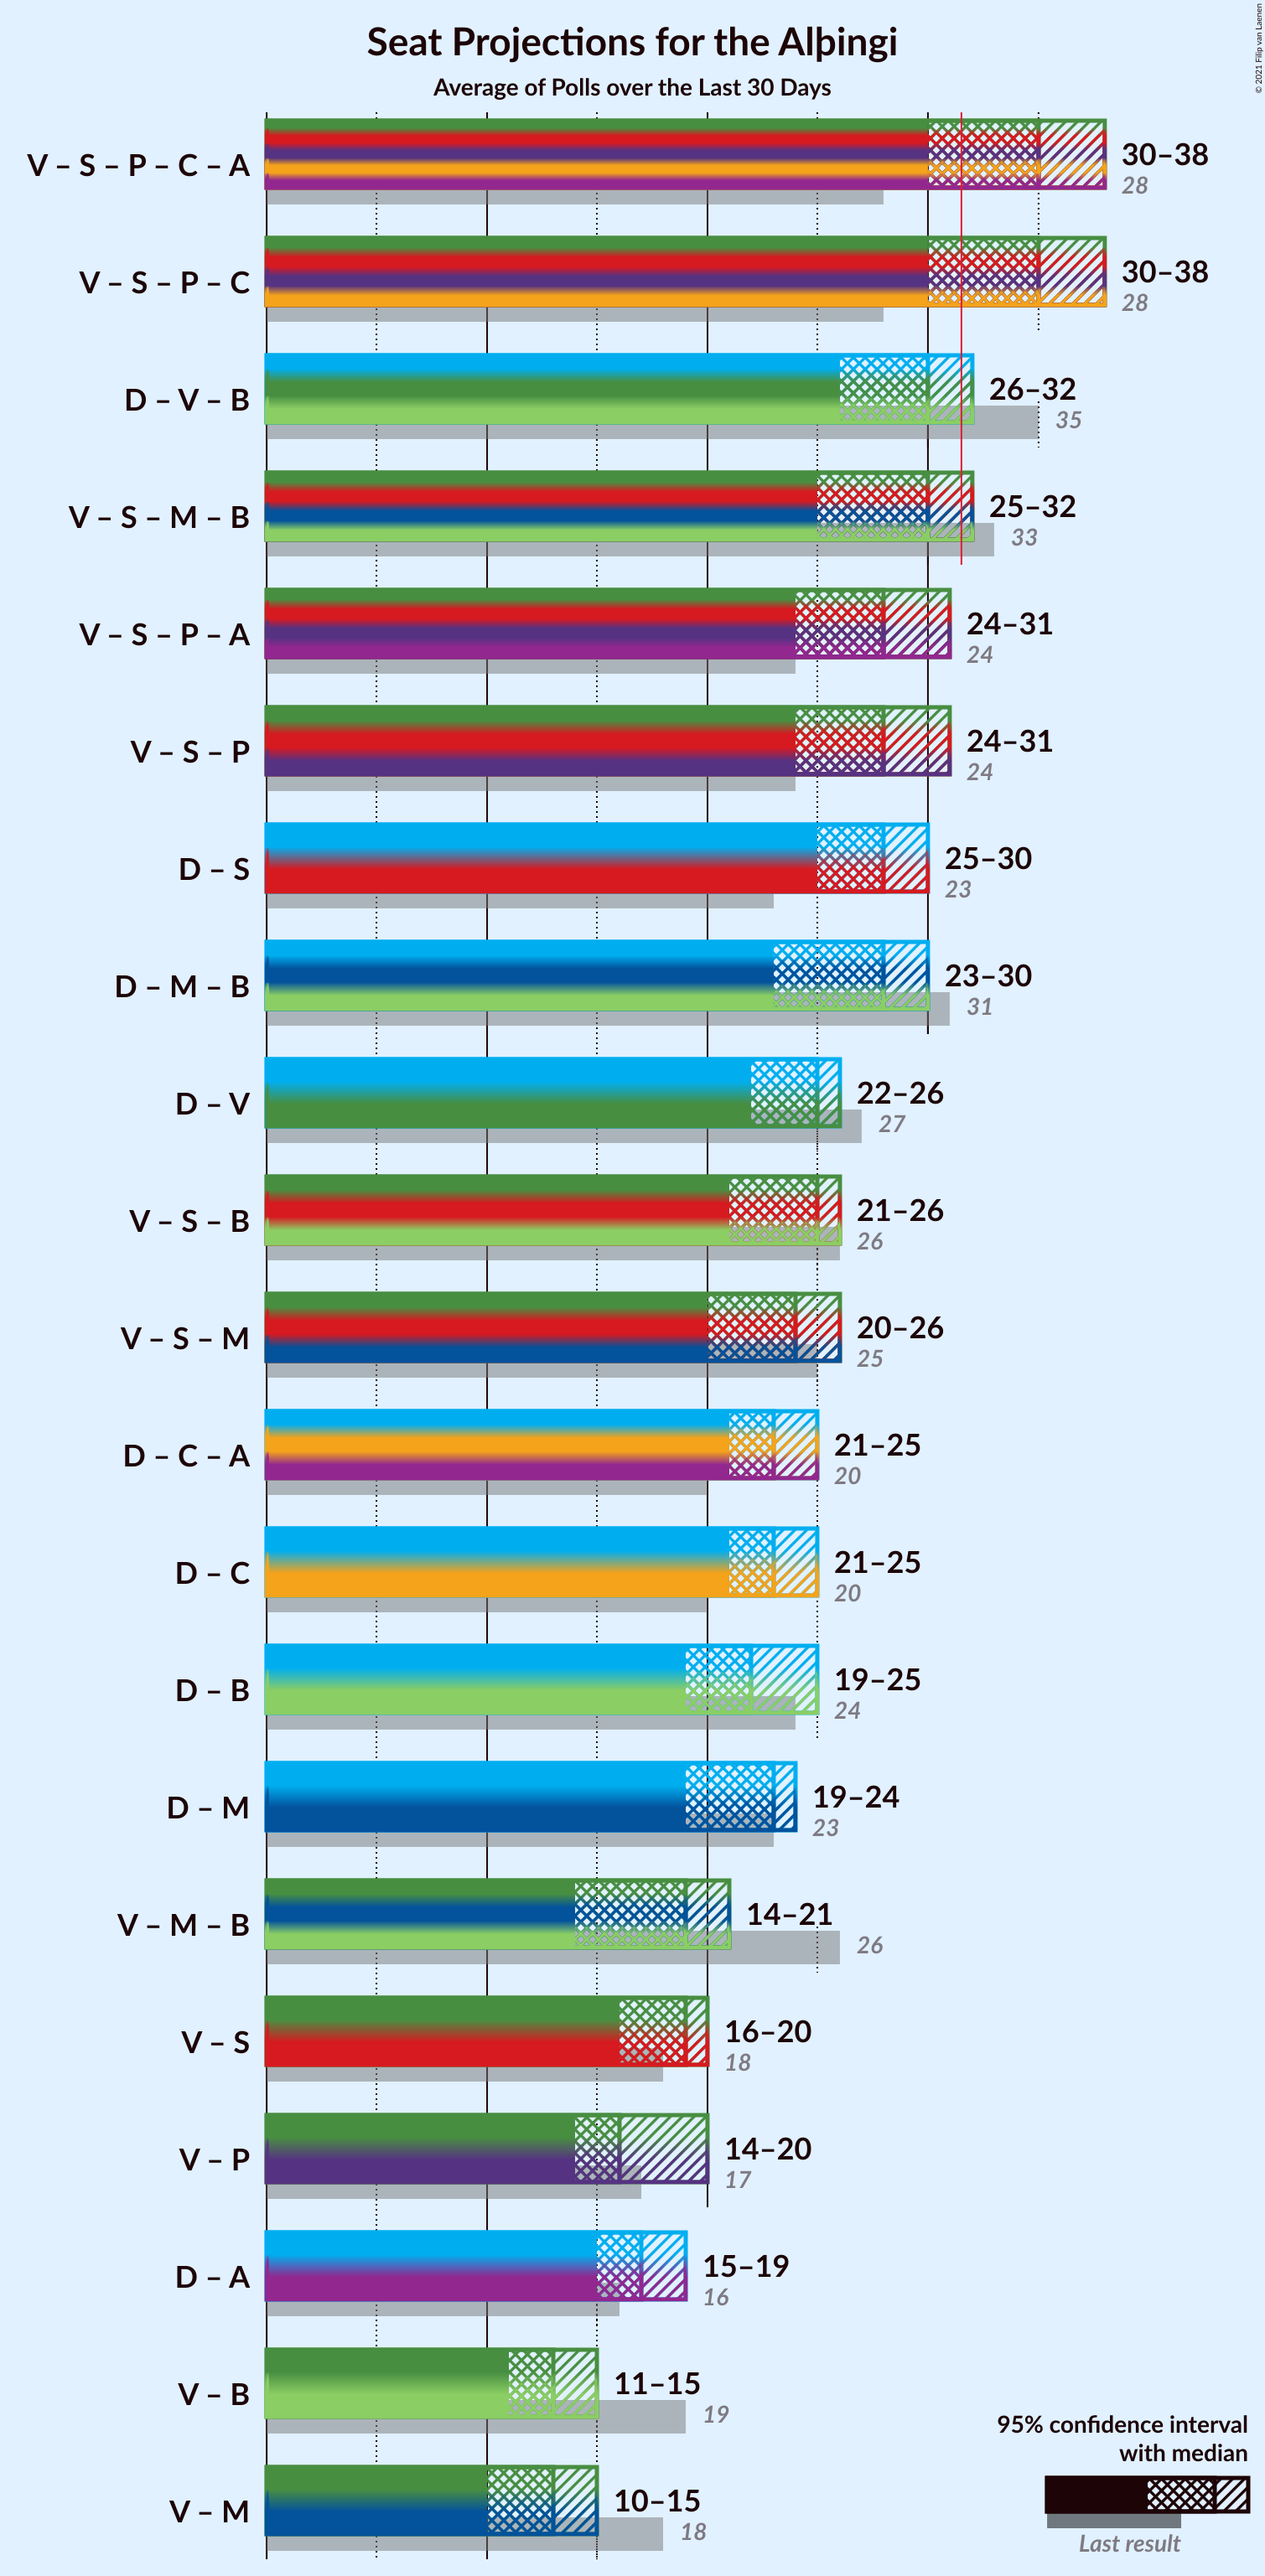 Seat Projections for the Alþingi
Average of Polls over the Last 30 Days
© 2021 Filip van Laenen
V – S – P – C – A
30–38
28
V – S – P – C
30–38
28
D – V – B
26–32
35
V – S – M – B
25–32
33
V – S – P – A
24–31
24
V – S – P
24–31
24
D – S
25–30
23
D – M – B
23–30
31
D – V
22–26
27
V – S – B
21–26
26
V – S – M
20–26
25
D – C – A
21–25
20
D – C
21–25
20
D – B
19–25
24
D – M
19–24
23
V – M – B
14–21
26
V – S
16–20
18
V – P
14–20
17
D – A
15–19
16
V – B
11–15
19
V – M
10–15
18
95% confidence interval
with median
Last result